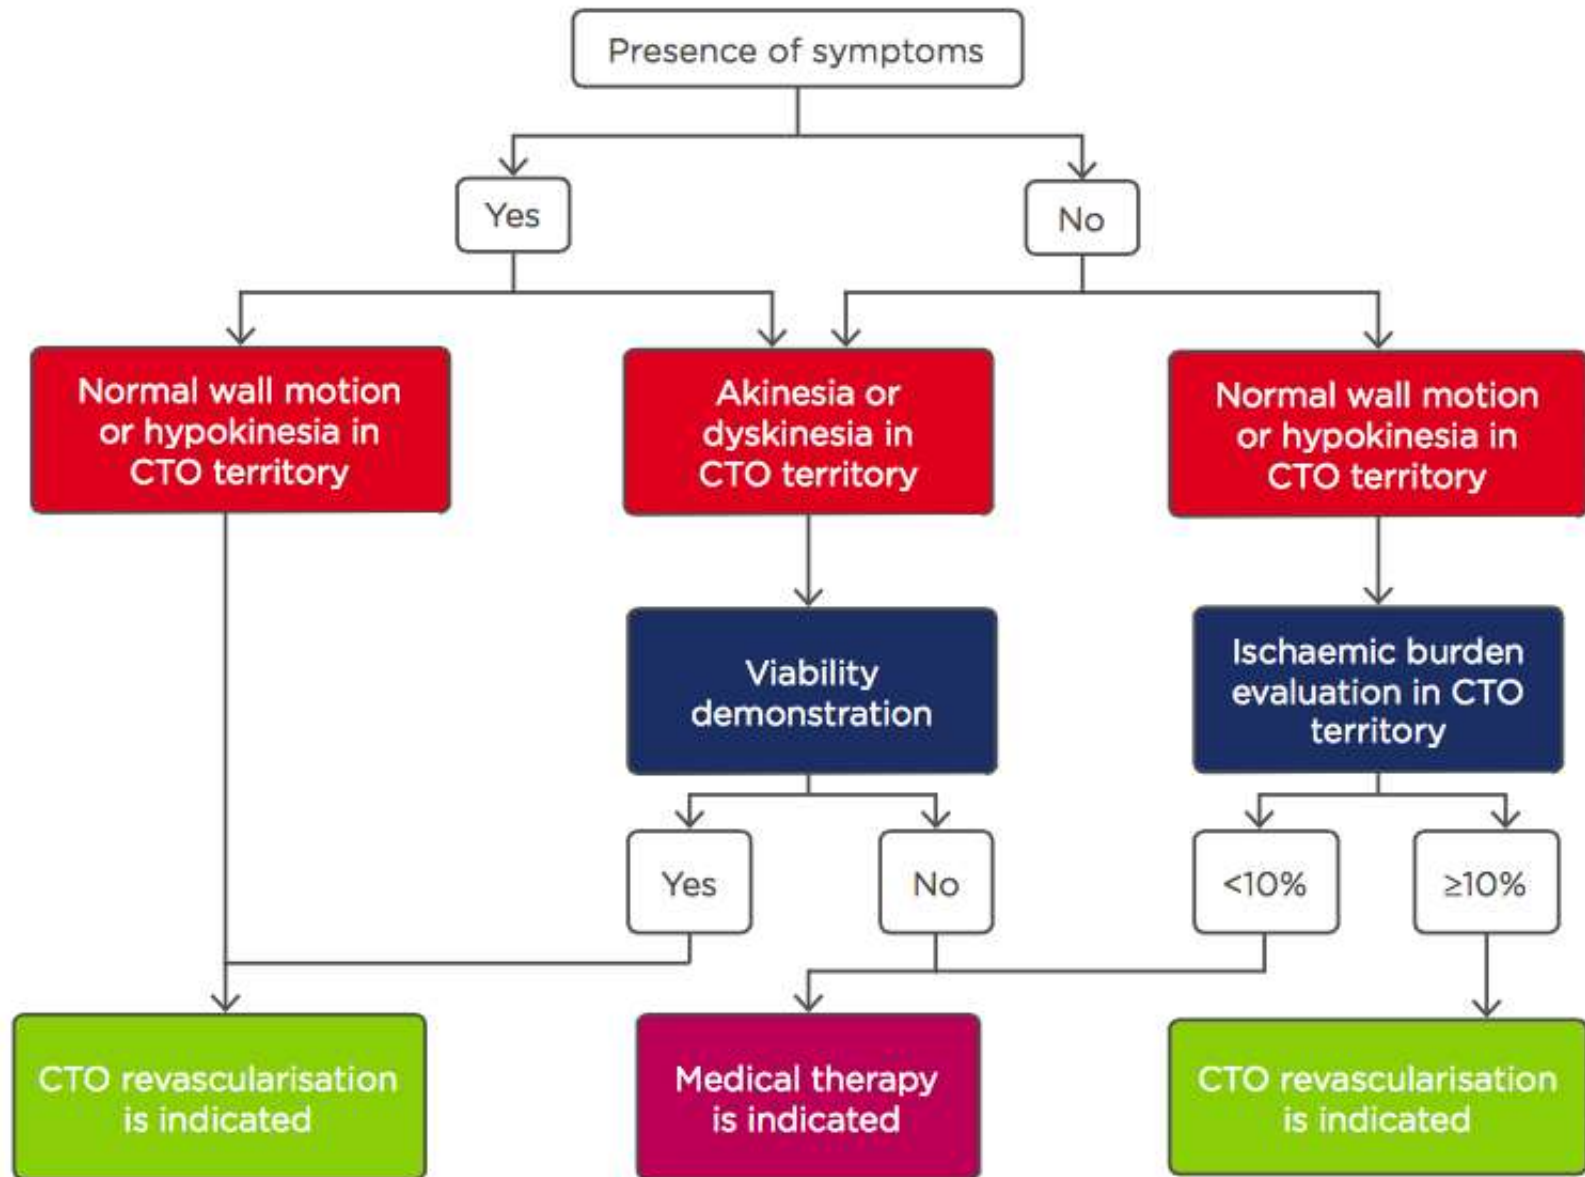 Presence of symptoms
Yes
No
Normal wall motion
or hypokinesia in
CTO territory
Akinesia or
dyskinesia in
CTO territory
Normal wall motion
or hypokinesia in
CTO territory
Viability
demonstration
Ischaemic burden
evaluation in CTO
territory
Yes
No
<10%
≥10%
CTO revascularisation
is indicated
Medical therapy
is indicated
CTO revascularisation
is indicated